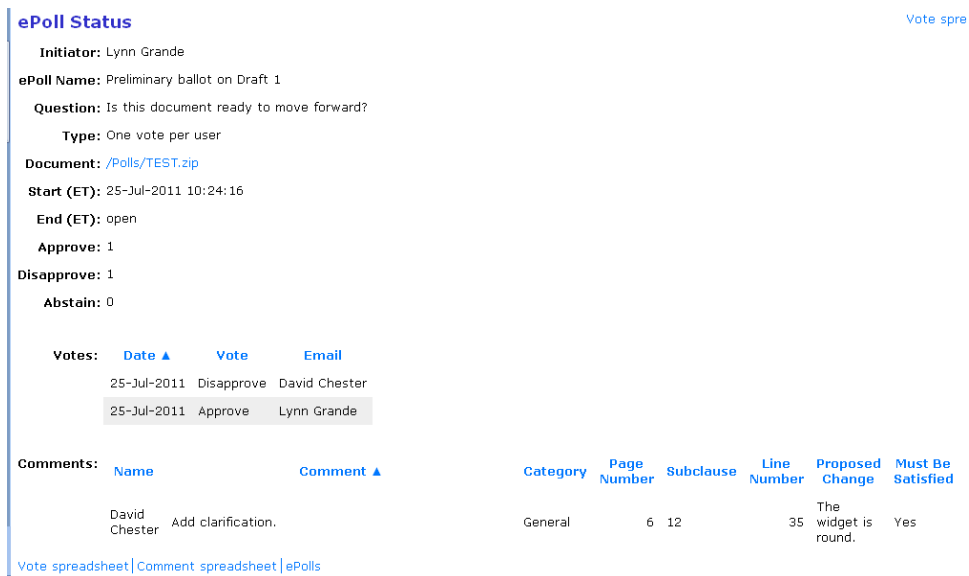 ePoll Status
Vote spre
Initiator: Lynn Grande
ePoll Name: Preliminary ballot on Draft 1
Question: Is this document ready to move forward?
Type: One vote per user
Document: /Polls/TEST.zip
Start (ET): 25-Jul-2011 10:24:16
End (ET): open
Approve: 1
Disapprove: 1
Abstain: 0
Votes: Date ▲ Vote Email
25-Jul-2011 Disapprove David Chester
25-Jul-2011 Approve Lynn Grande
Comments: Name Comment ▲ Category Page Number Subclause Line Number Proposed Change Must Be Satisfied
David Chester Add clarification. General 6 12 35 The widget is round. Yes
Vote spreadsheet | Comment spreadsheet | ePolls